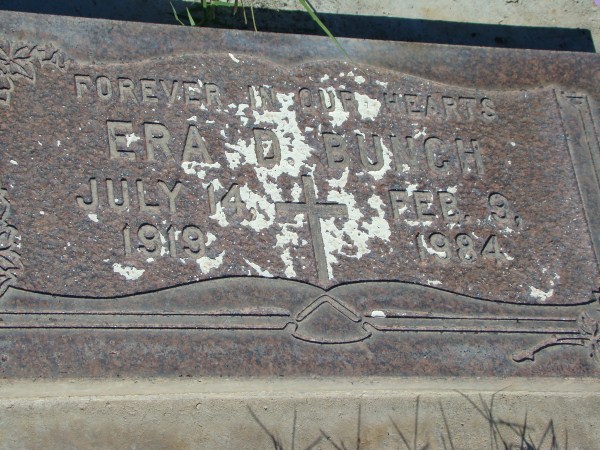 FOREVER IN OUR HEARTS
ERA D. BUNCH
JULY 14, FEB. 9,
1919 1984